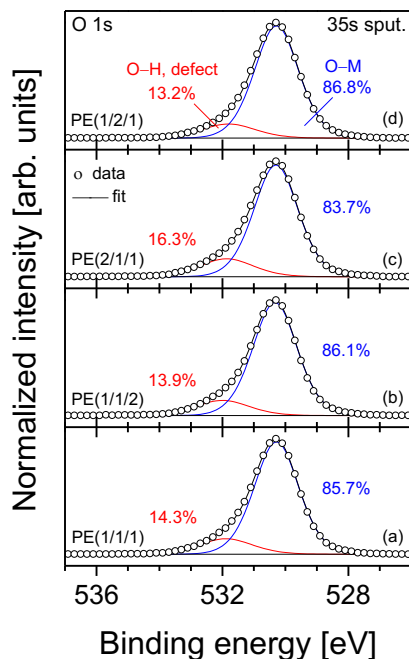 O 1s
35s sput.
O–H, defect
13.2%
O–M
86.8%
PE(1/2/1)
(d)
o data
— fit
83.7%
16.3%
PE(2/1/1)
(c)
86.1%
13.9%
PE(1/1/2)
(b)
85.7%
14.3%
PE(1/1/1)
(a)
536
532
528
Binding energy [eV]
Normalized intensity [arb. units]